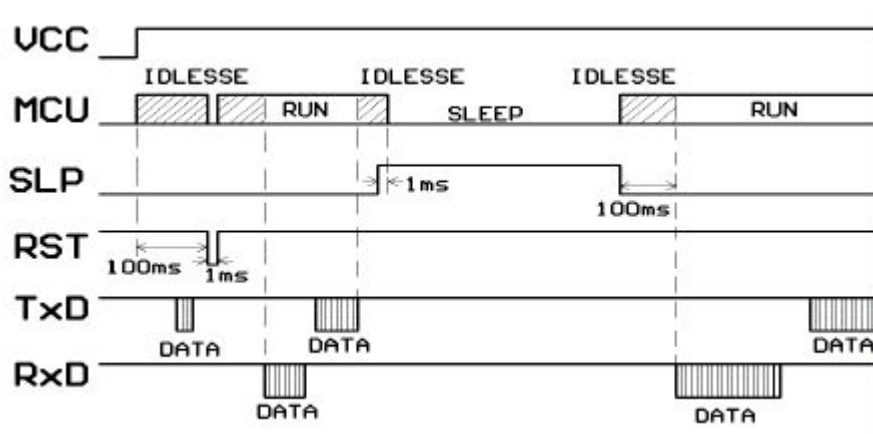 VCC
IDLESSE IDLESSE IDLESSE
MCU RUN SLEEP RUN
SLP 1ms
100ms
RST
100ms 1ms
TxD
DATA DATA DATA
RxD
DATA DATA